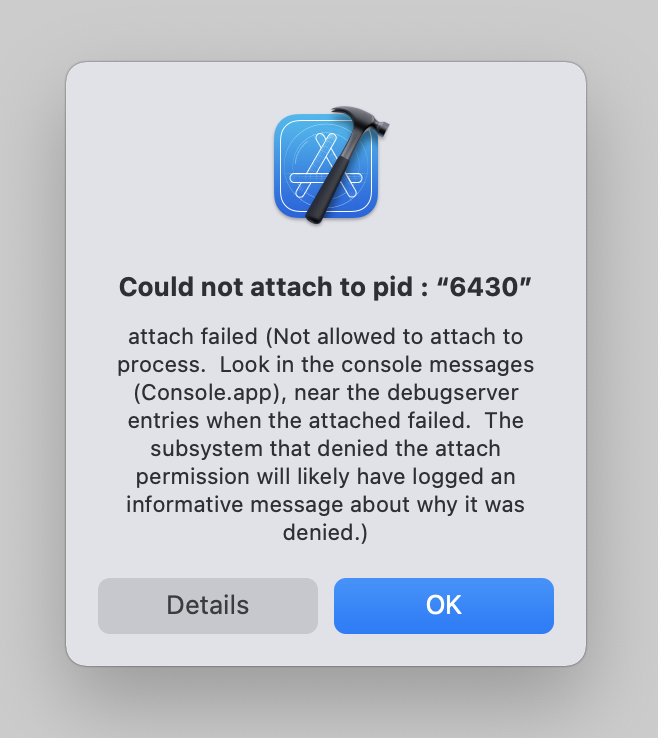 Could not attach to pid : “6430”
attach failed (Not allowed to attach to
process.  Look in the console messages
(Console.app), near the debugserver
entries when the attached failed.  The
subsystem that denied the attach
permission will likely have logged an
informative message about why it was
denied.)
Details
OK